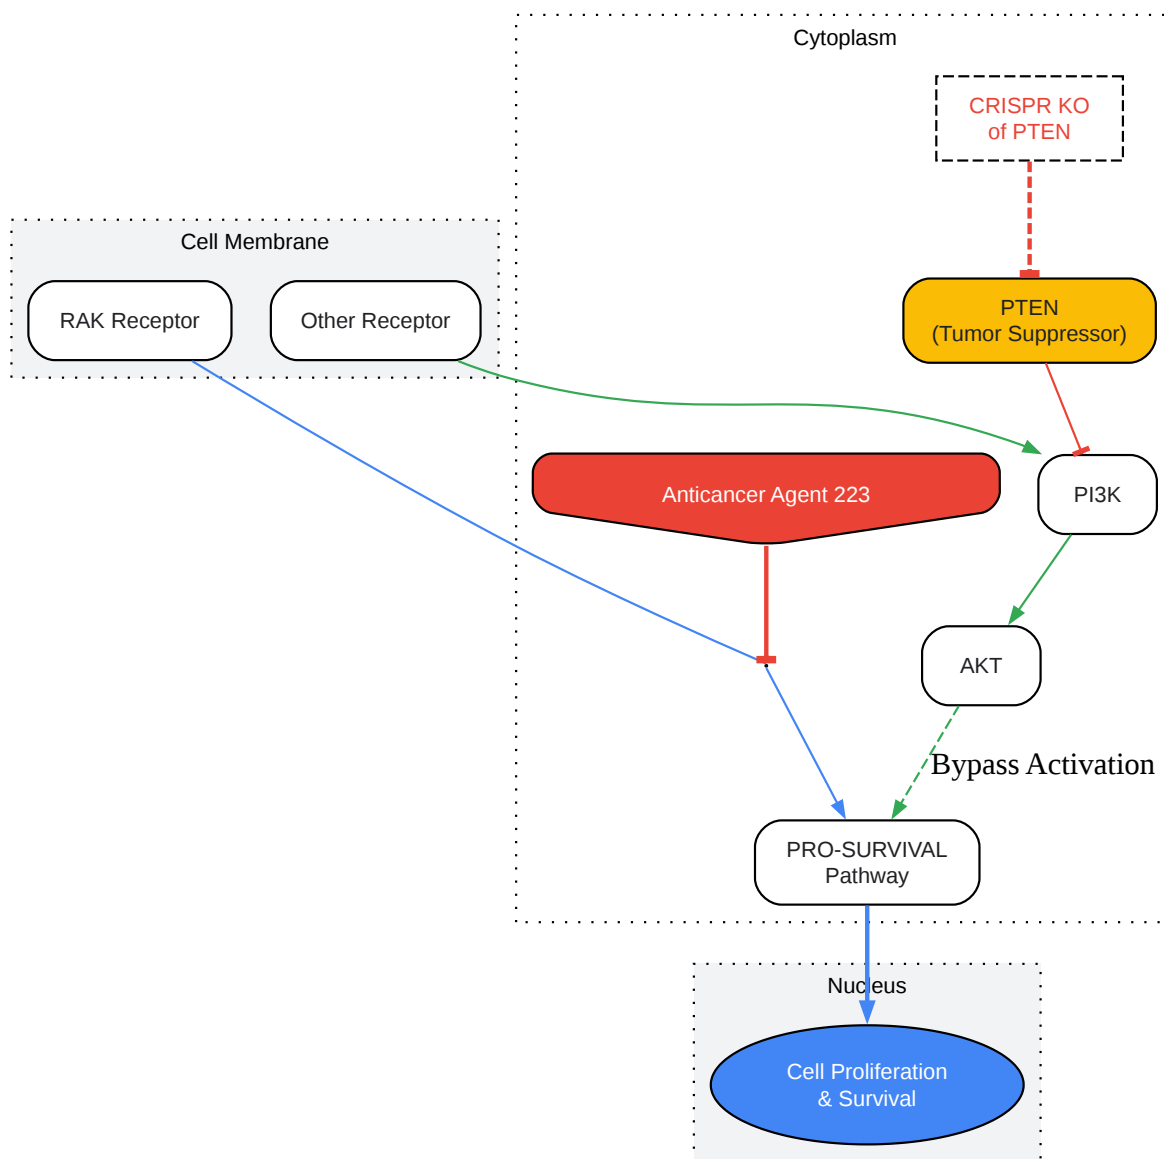 Cytoplasm
CRISPR KO
of PTEN
Cell Membrane
RAK Receptor
Other Receptor
PTEN
(Tumor Suppressor)
Anticancer Agent 223
PI3K
AKT
Bypass Activation
PRO-SURVIVAL
Pathway
Nucleus
Cell Proliferation
& Survival